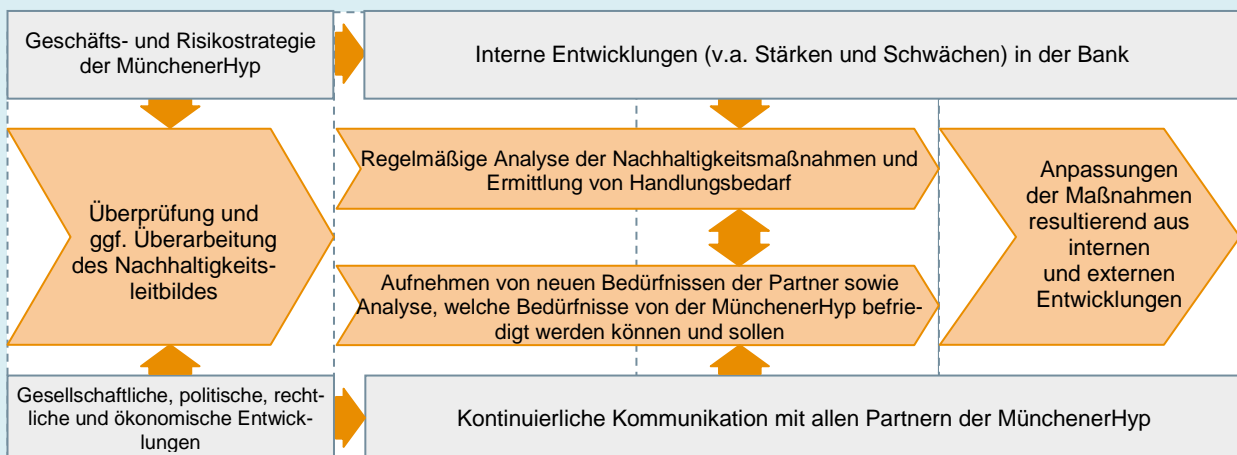 Geschäfts- und Risikostrategie
der MünchenerHyp
Interne Entwicklungen (v.a. Stärken und Schwächen) in der Bank
Überprüfung und
ggf. Überarbeitung
des Nachhaltigkeits-
leitbildes
Regelmäßige Analyse der Nachhaltigkeitsmaßnahmen und
Ermittlung von Handlungsbedarf
Aufnehmen von neuen Bedürfnissen der Partner sowie
Analyse, welche Bedürfnisse von der MünchenerHyp befrie-
digt werden können und sollen
Anpassungen
der Maßnahmen
resultierend aus
internen
und externen
Entwicklungen
Gesellschaftliche, politische, recht-
liche und ökonomische Entwick-
lungen
Kontinuierliche Kommunikation mit allen Partnern der MünchenerHyp